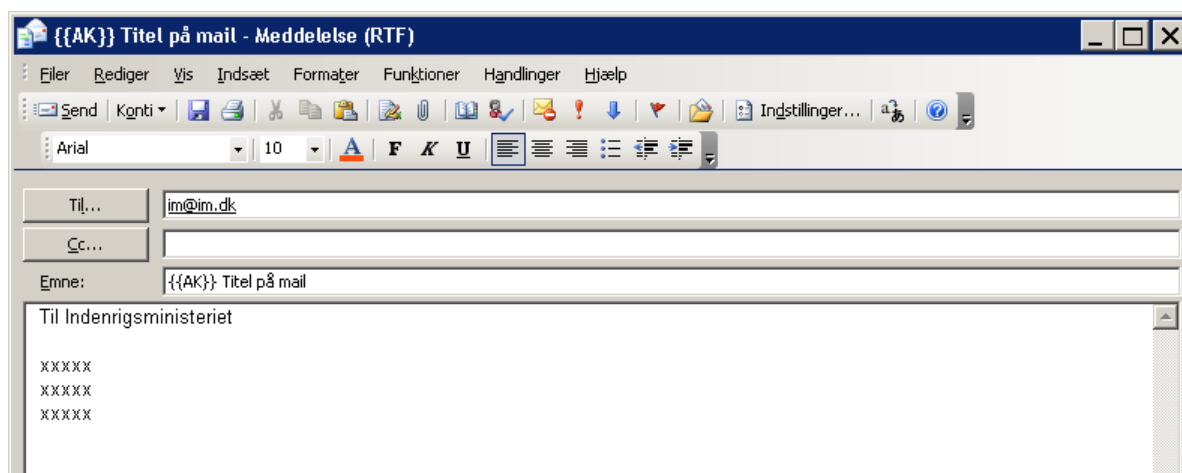 {{AK}} Titel på mail - Meddelelse (RTF)
Filer Rediger Vis Indsæt Formater Funktioner Handlinger Hjælp
Send Konti Indstillinger...
Arial 10 A F K U
Til... im@im.dk
Cc...
Emne: {{AK}} Titel på mail
Til Indenrigsministeriet
xxxxx
xxxxx
xxxxx